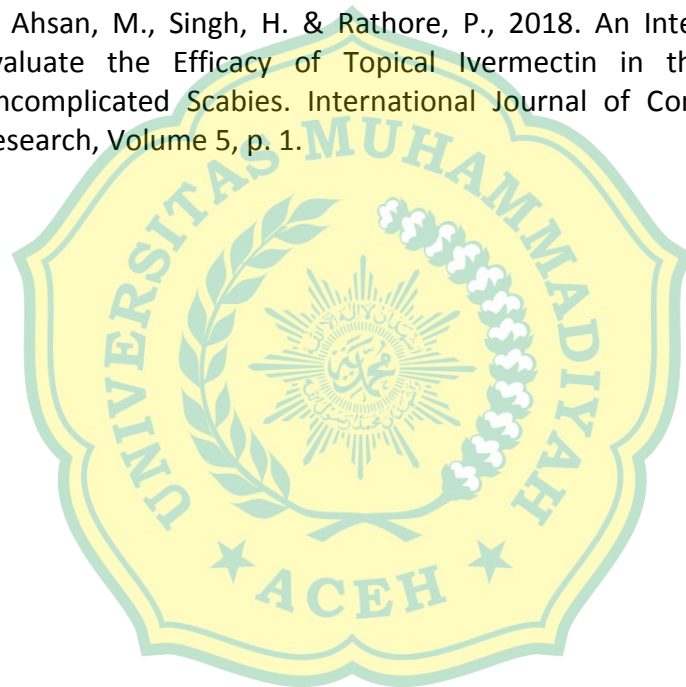 Ahsan, M., Singh, H. & Rathore, P., 2018. An Inte
valuate the Efficacy of Topical Ivermectin in th
ncomplicated Scabies. International Journal of Cor
esearch, Volume 5, p. 1.
UNIVERSITAS MUHAMMADIYAH
ACEH